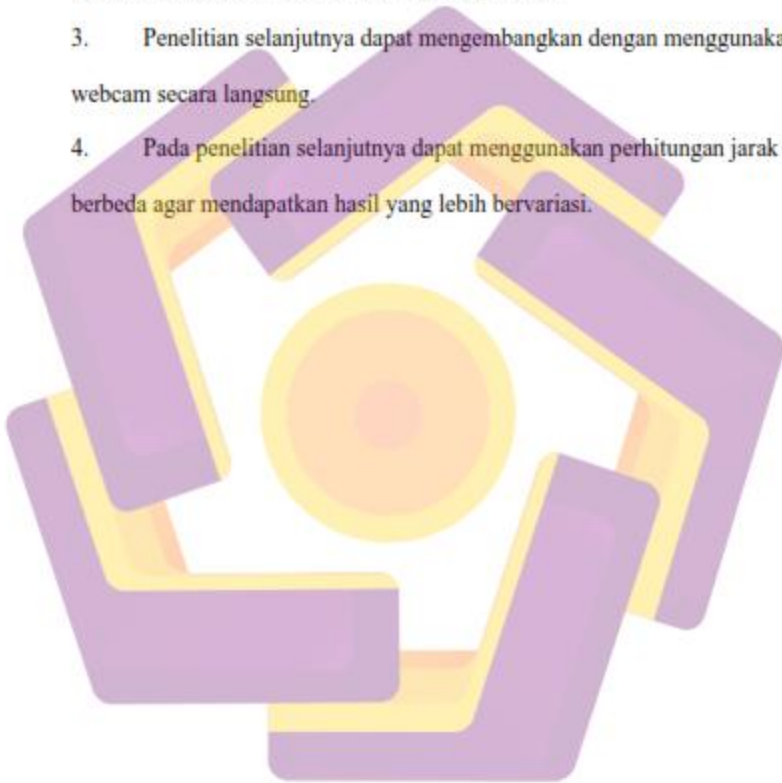 3. Penelitian selanjutnya dapat mengembangkan dengan menggunaka
webcam secara langsung.
4. Pada penelitian selanjutnya dapat menggunakan perhitungan jarak
berbeda agar mendapatkan hasil yang lebih bervariasi.